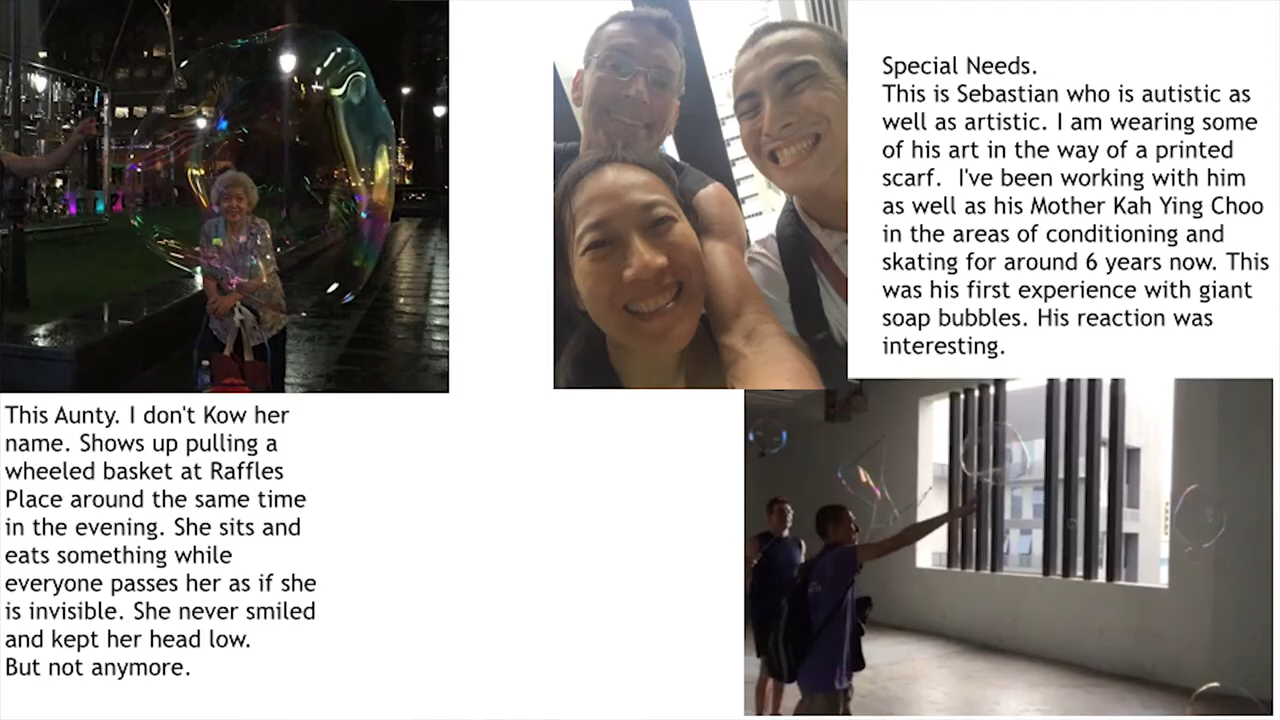 Special Needs.
This is Sebastian who is autistic as
well as artistic. I am wearing some
of his art in the way of a printed
scarf.  I've been working with him
as well as his Mother Kah Ying Choo
in the areas of conditioning and
skating for around 6 years now. This
was his first experience with giant
soap bubbles. His reaction was
interesting.
This Aunty. I don't Kow her
name. Shows up pulling a
wheeled basket at Raffles
Place around the same time
in the evening. She sits and
eats something while
everyone passes her as if she
is invisible. She never smiled
and kept her head low.
But not anymore.